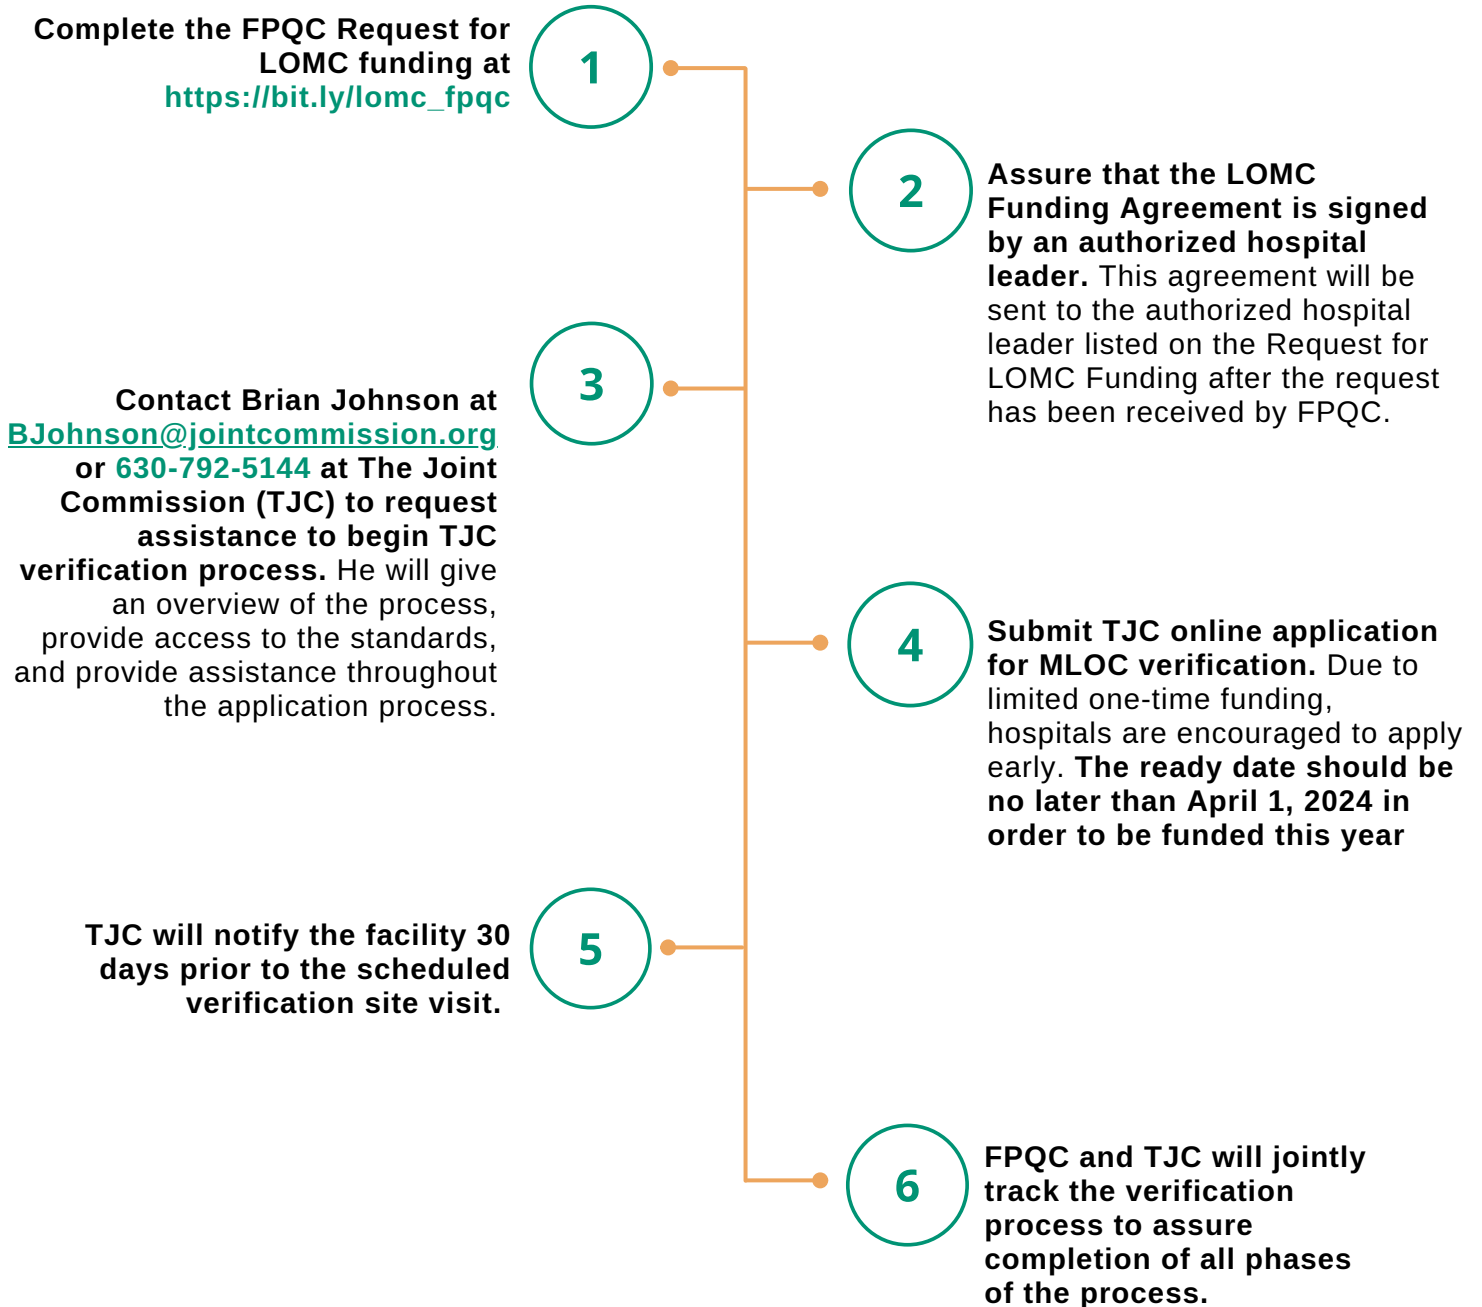 Complete the FPQC Request for
LOMC funding at
https://bit.ly/lomc_fpqc
1
2
Assure that the LOMC
Funding Agreement is signed
by an authorized hospital
leader. This agreement will be
sent to the authorized hospital
leader listed on the Request for
LOMC Funding after the request
has been received by FPQC.
3
Contact Brian Johnson at
BJohnson@jointcommission.org
or 630-792-5144 at The Joint
Commission (TJC) to request
assistance to begin TJC
verification process. He will give
an overview of the process,
provide access to the standards,
and provide assistance throughout
the application process.
4
Submit TJC online application
for MLOC verification. Due to
limited one-time funding,
hospitals are encouraged to apply
early. The ready date should be
no later than April 1, 2024 in
order to be funded this year
TJC will notify the facility 30
days prior to the scheduled
verification site visit.
5
6
FPQC and TJC will jointly
track the verification
process to assure
completion of all phases
of the process.